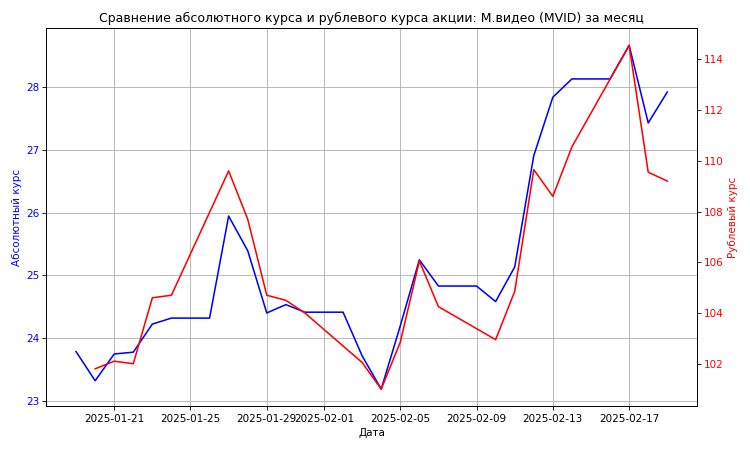 Сравнение абсолютного курса и рублевого курса акции: М.видео (MVID) за месяц
28
27
26
25
24
23
Абсолютный курс
114
112
110
108
106
104
102
Рублевый курс
2025-01-21 2025-01-25 2025-01-29 2025-02-01 2025-02-05 2025-02-09 2025-02-13 2025-02-17
Дата